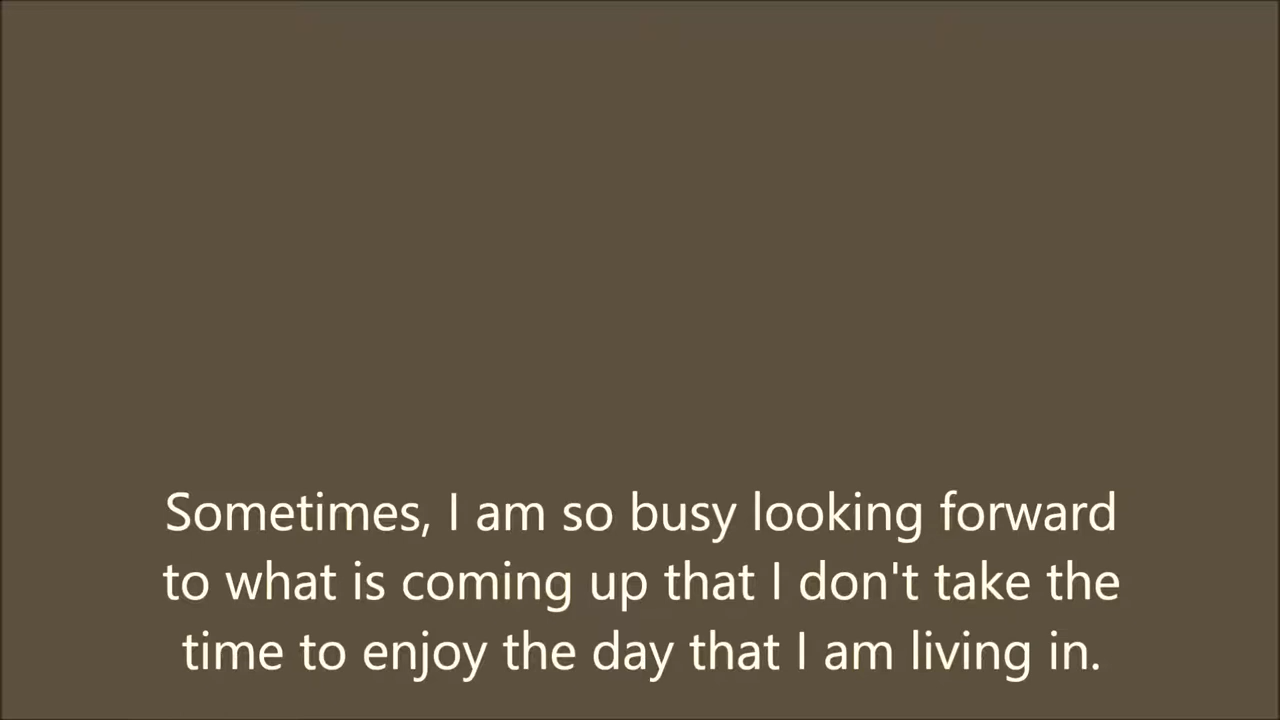 Sometimes, I am so busy looking forward
to what is coming up that I don't take the
time to enjoy the day that I am living in.